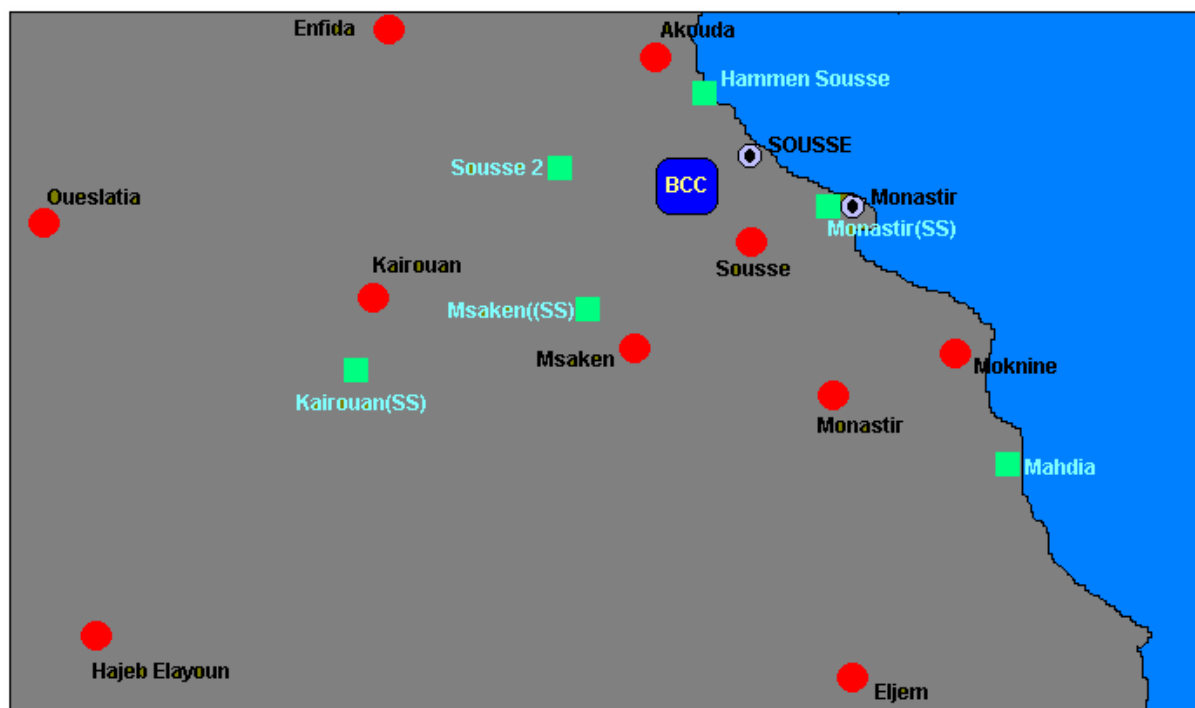 Enfida
Akouda
Hammen Sousse
SOUSSE
Sousse 2
BCC
Oueslatia
Monastir
Monastir(SS)
Kairouan
Sousse
Msaken((SS)
Msaken
Moknine
Kairouan(SS)
Monastir
Mahdia
Hajeb Elayoun
Eljem